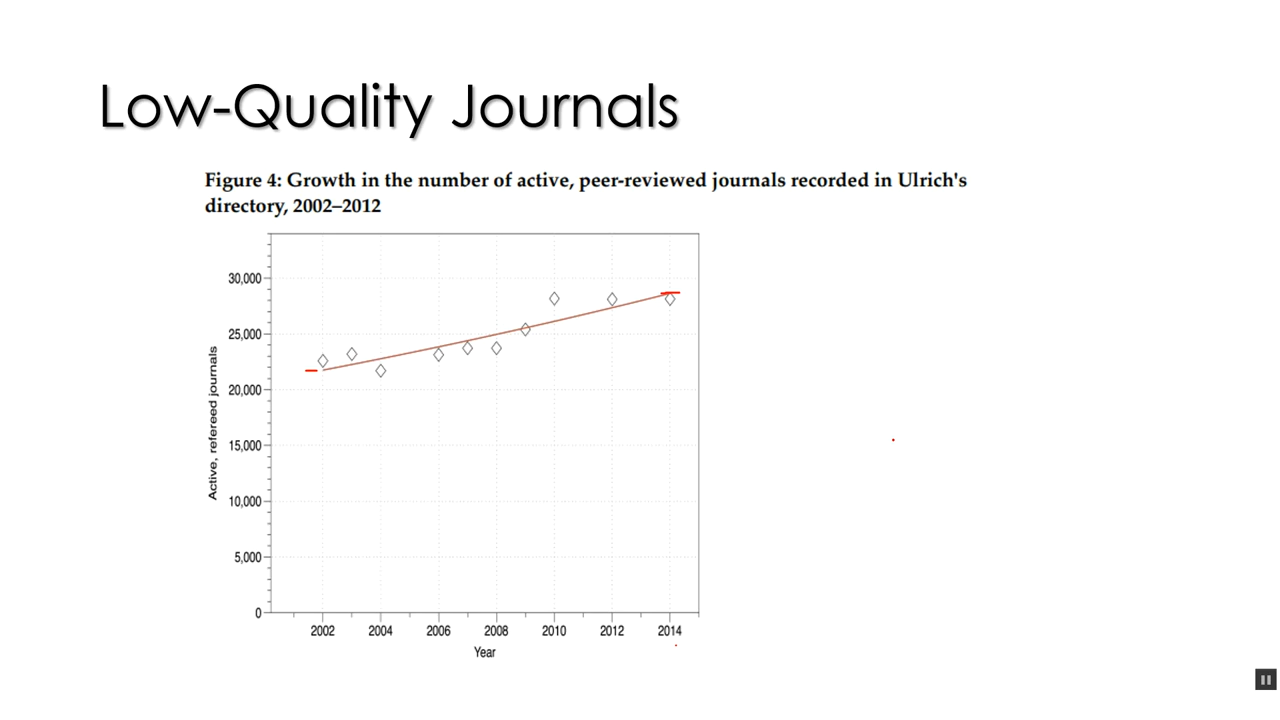 Low-Quality Journals
Figure 4: Growth in the number of active, peer-reviewed journals recorded in Ulrich's
directory, 2002–2012
Active, refereed journals
30,000
25,000
20,000
15,000
10,000
5,000
0
2002 2004 2006 2008 2010 2012 2014
Year